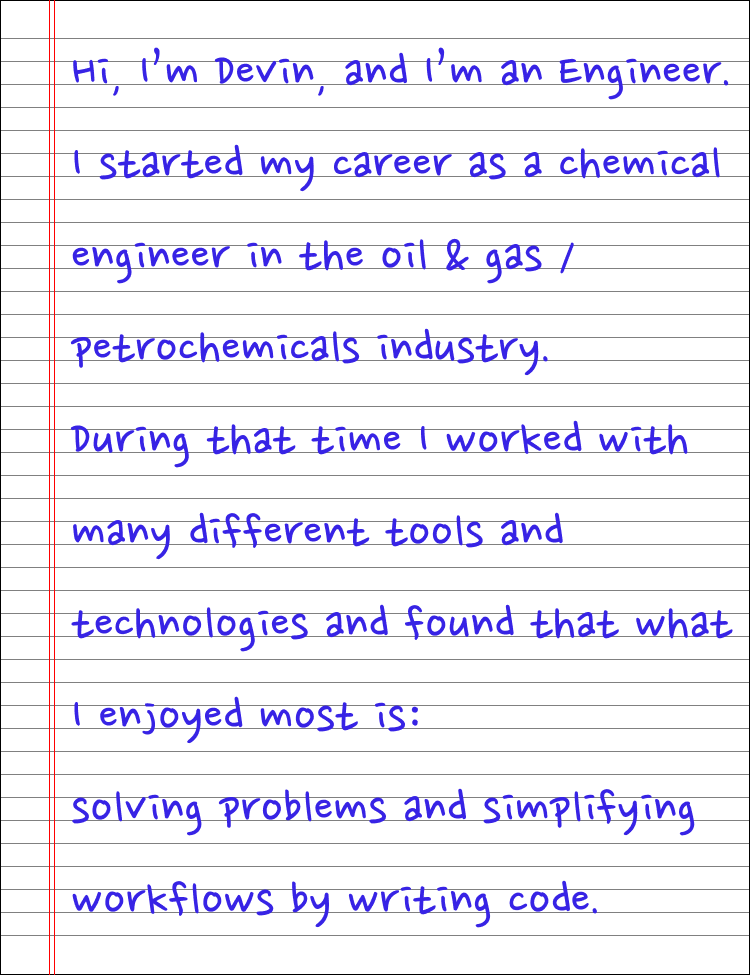 Hi, I'm Devin, and I'm an Engineer.
I started my career as a chemical
engineer in the oil & gas /
petrochemicals industry.
During that time I worked with
many different tools and
technologies and found that what
I enjoyed most is:
solving problems and simplifying
workflows by writing code.